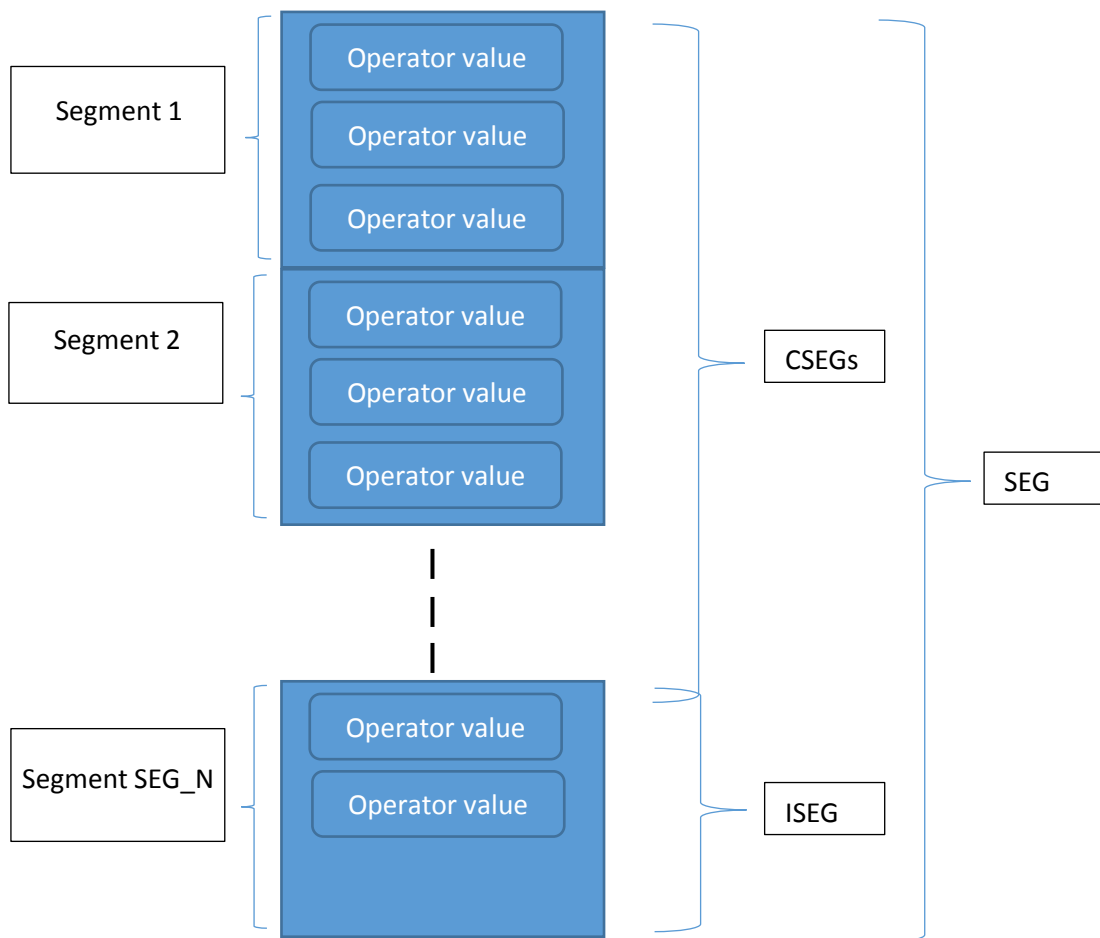 Segment 1
Operator value
Operator value
Operator value
Segment 2
Operator value
Operator value
Operator value
CSEGs
SEG
Segment SEG_N
Operator value
Operator value
ISEG